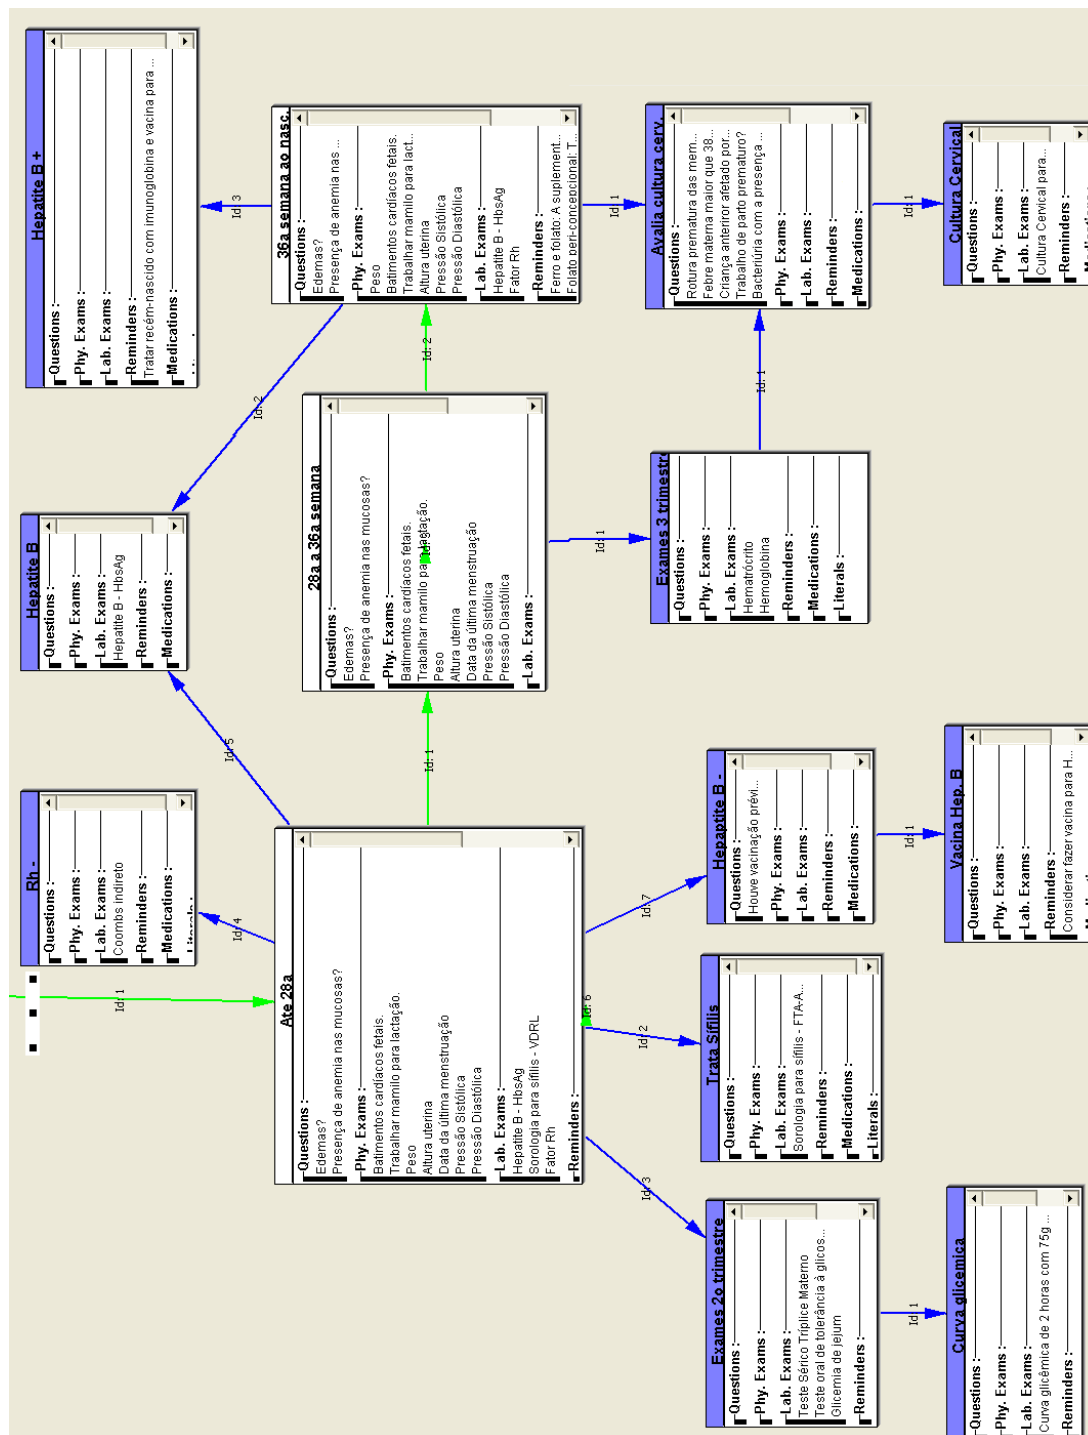 Hepatite B +
Questions :
Phy. Exams :
Lab. Exams :
Reminders :
Tratar recém-nascido com imunoglobina e vacina para ...
Medications :
36a semana ao nasc.
Questions :
Edemas?
Presença de anemia nas ...
Phy. Exams :
Peso
Batimentos cardíacos fetais.
Trabalhar mamilo para lact...
Altura uterina
Pressão Sistólica
Pressão Diastólica
Lab. Exams :
Hepatite B - HbsAg
Fator Rh
Reminders :
Ferro e folato: A suplement...
Folato peri-concepcional: T...
Avalia cultura cerv.
Questions :
Rotura prematura das mem...
Febre materna maior que 38...
Criança anteriror afetado por...
Trabalho de parto prematuro?
Bacteriúria com a presença ...
Phy. Exams :
Lab. Exams :
Reminders :
Medications :
Cultura Cervical
Questions :
Phy. Exams :
Lab. Exams :
Cultura Cervical para...
Reminders :
Id: 3
Id: 1
Id: 1
Id: 2
Id: 2
Id: 1
Hepatite B
Questions :
Phy. Exams :
Lab. Exams :
Hepatite B - HbsAg
Reminders :
Medications :
28a a 36a semana
Questions :
Edemas?
Presença de anemia nas mucosas?
Phy. Exams :
Batimentos cardíacos fetais.
Trabalhar mamilo para lactação.
Peso
Altura uterina
Data da última menstruação
Pressão Sistólica
Pressão Diastólica
Lab. Exams :
Id: 1
Exames 3 trimestre
Questions :
Phy. Exams :
Lab. Exams :
Hematrócrito
Hemoglobina
Reminders :
Medications :
Literals :
Id: 5
Id: 1
Rh -
Questions :
Phy. Exams :
Lab. Exams :
Coombs indireto
Reminders :
Medications :
Id: 4
Id: 1
Ate 28a
Questions :
Edemas?
Presença de anemia nas mucosas?
Phy. Exams :
Batimentos cardíacos fetais.
Trabalhar mamilo para lactação.
Peso
Altura uterina
Data da última menstruação
Pressão Sistólica
Pressão Diastólica
Lab. Exams :
Hepatite B - HbsAg
Sorologia para sífilis - VDRL
Fator Rh
Reminders :
Id: 7
Id: 6
Id: 2
Id: 3
Hepaptite B -
Questions :
Houve vacinação prévi...
Phy. Exams :
Lab. Exams :
Reminders :
Medications :
Id: 1
Vacina Hep. B
Questions :
Phy. Exams :
Lab. Exams :
Reminders :
Considerar fazer vacina para H...
Trata Sífilis
Questions :
Phy. Exams :
Lab. Exams :
Sorologia para sífilis - FTA-A...
Reminders :
Medications :
Literals :
Exames 2o trimestre
Questions :
Phy. Exams :
Lab. Exams :
Teste Sérico Tríplice Materno
Teste oral de tolerância à glicos...
Glicemia de jejum
Reminders :
Id: 1
Curva glicemica
Questions :
Phy. Exams :
Lab. Exams :
Curva glicêmica de 2 horas com 75g ...
Reminders :